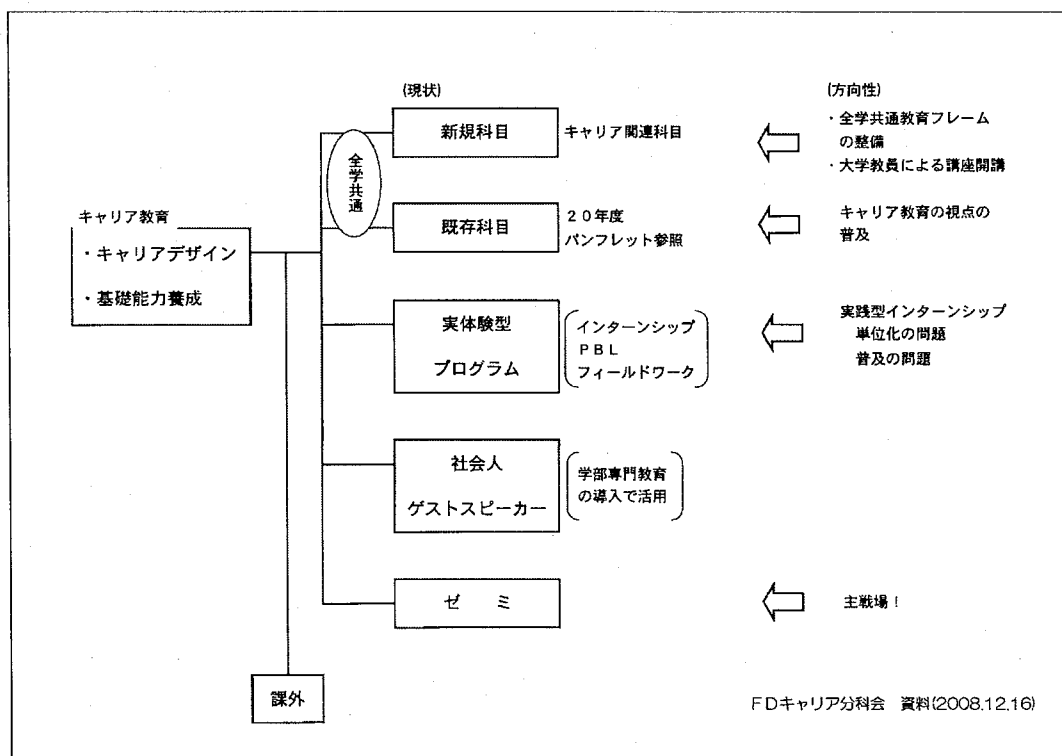 (現状)
(方向性)
新規科目
キャリア関連科目
・全学共通教育フレーム
の整備
・大学教員による講座開講
全学共通
既存科目
20年度
パンフレット参照
キャリア教育の視点の
普及
キャリア教育
・キャリアデザイン
・基礎能力養成
実体験型
プログラム
インターンシップ
PBL
フィールドワーク
実践型インターンシップ
単位化の問題
普及の問題
社会人
ゲストスピーカー
学部専門教育
の導入で活用
ゼ ミ
主戦場!
課外
FDキャリア分科会 資料(2008.12.16)